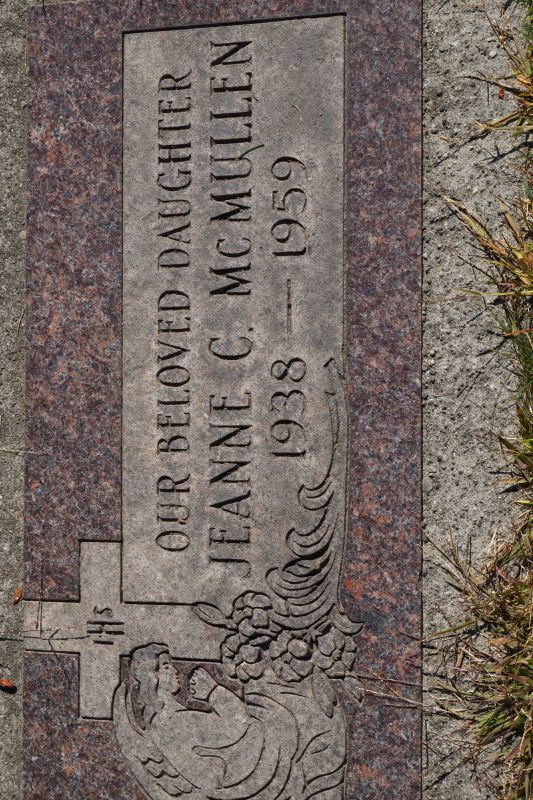 OUR BELOVED DAUGHTER
JEANNE C. MCMULLEN
1938 — 1959
IHS